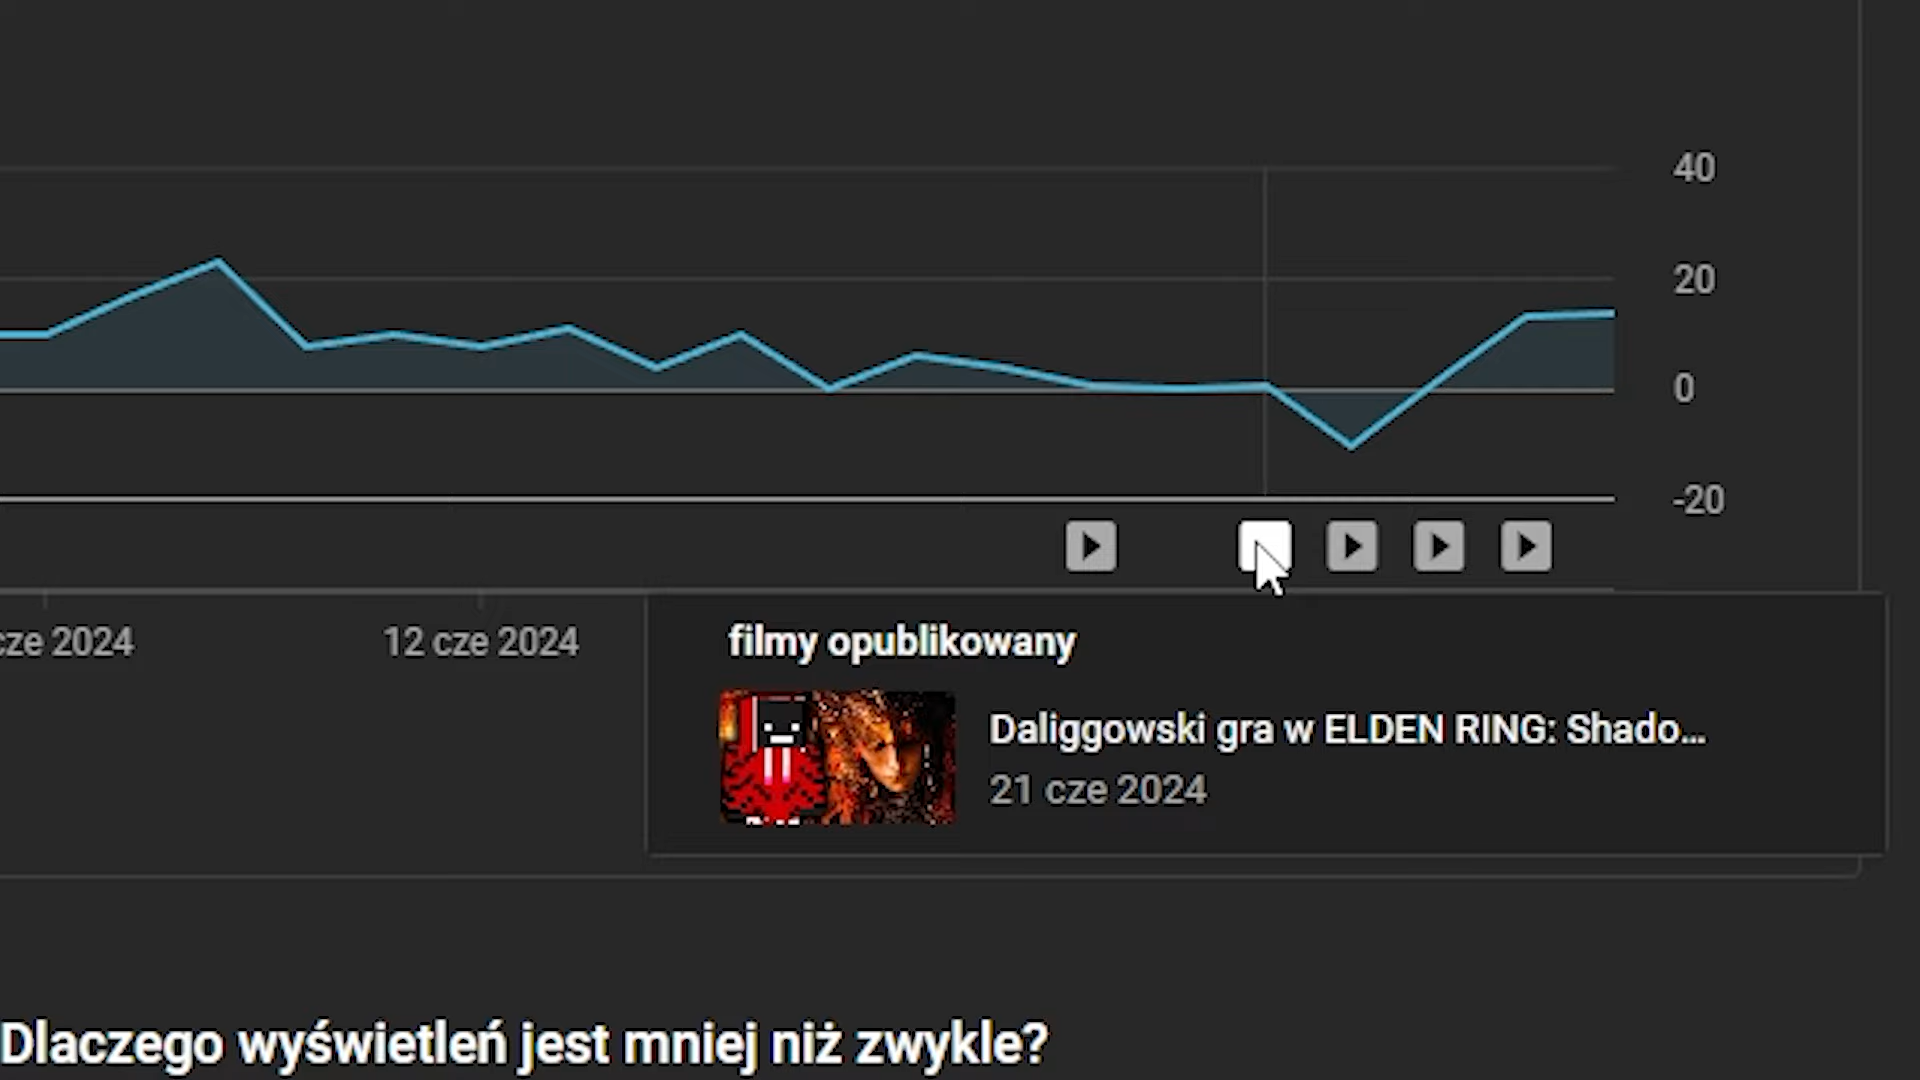 40
20
0
-20
cze 2024
12 cze 2024
filmy opublikowany
Daliggowski gra w ELDEN RING: Shado...
21 cze 2024
Dlaczego wyświetleń jest mniej niż zwykle?